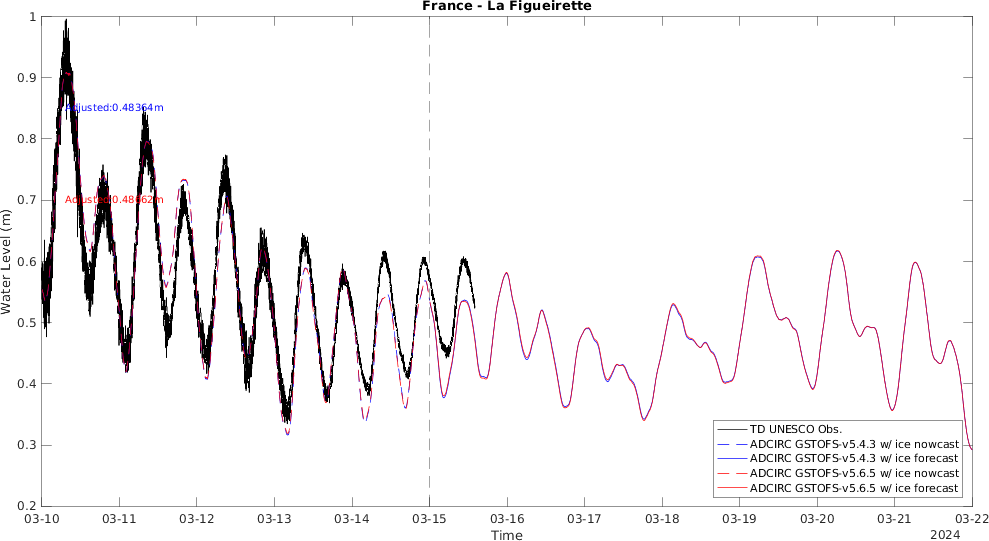 France - La Figueirette
1
0.9
0.8
0.7
0.6
0.5
0.4
0.3
0.2
Water Level (m)
Adjusted:0.48364m
Adjusted:0.48662m
TD UNESCO Obs.
ADCIRC GSTOFS-v5.4.3 w/ ice nowcast
ADCIRC GSTOFS-v5.4.3 w/ ice forecast
ADCIRC GSTOFS-v5.6.5 w/ ice nowcast
ADCIRC GSTOFS-v5.6.5 w/ ice forecast
03-10 03-11 03-12 03-13 03-14 03-15 03-16 03-17 03-18 03-19 03-20 03-21 03-22
Time
2024